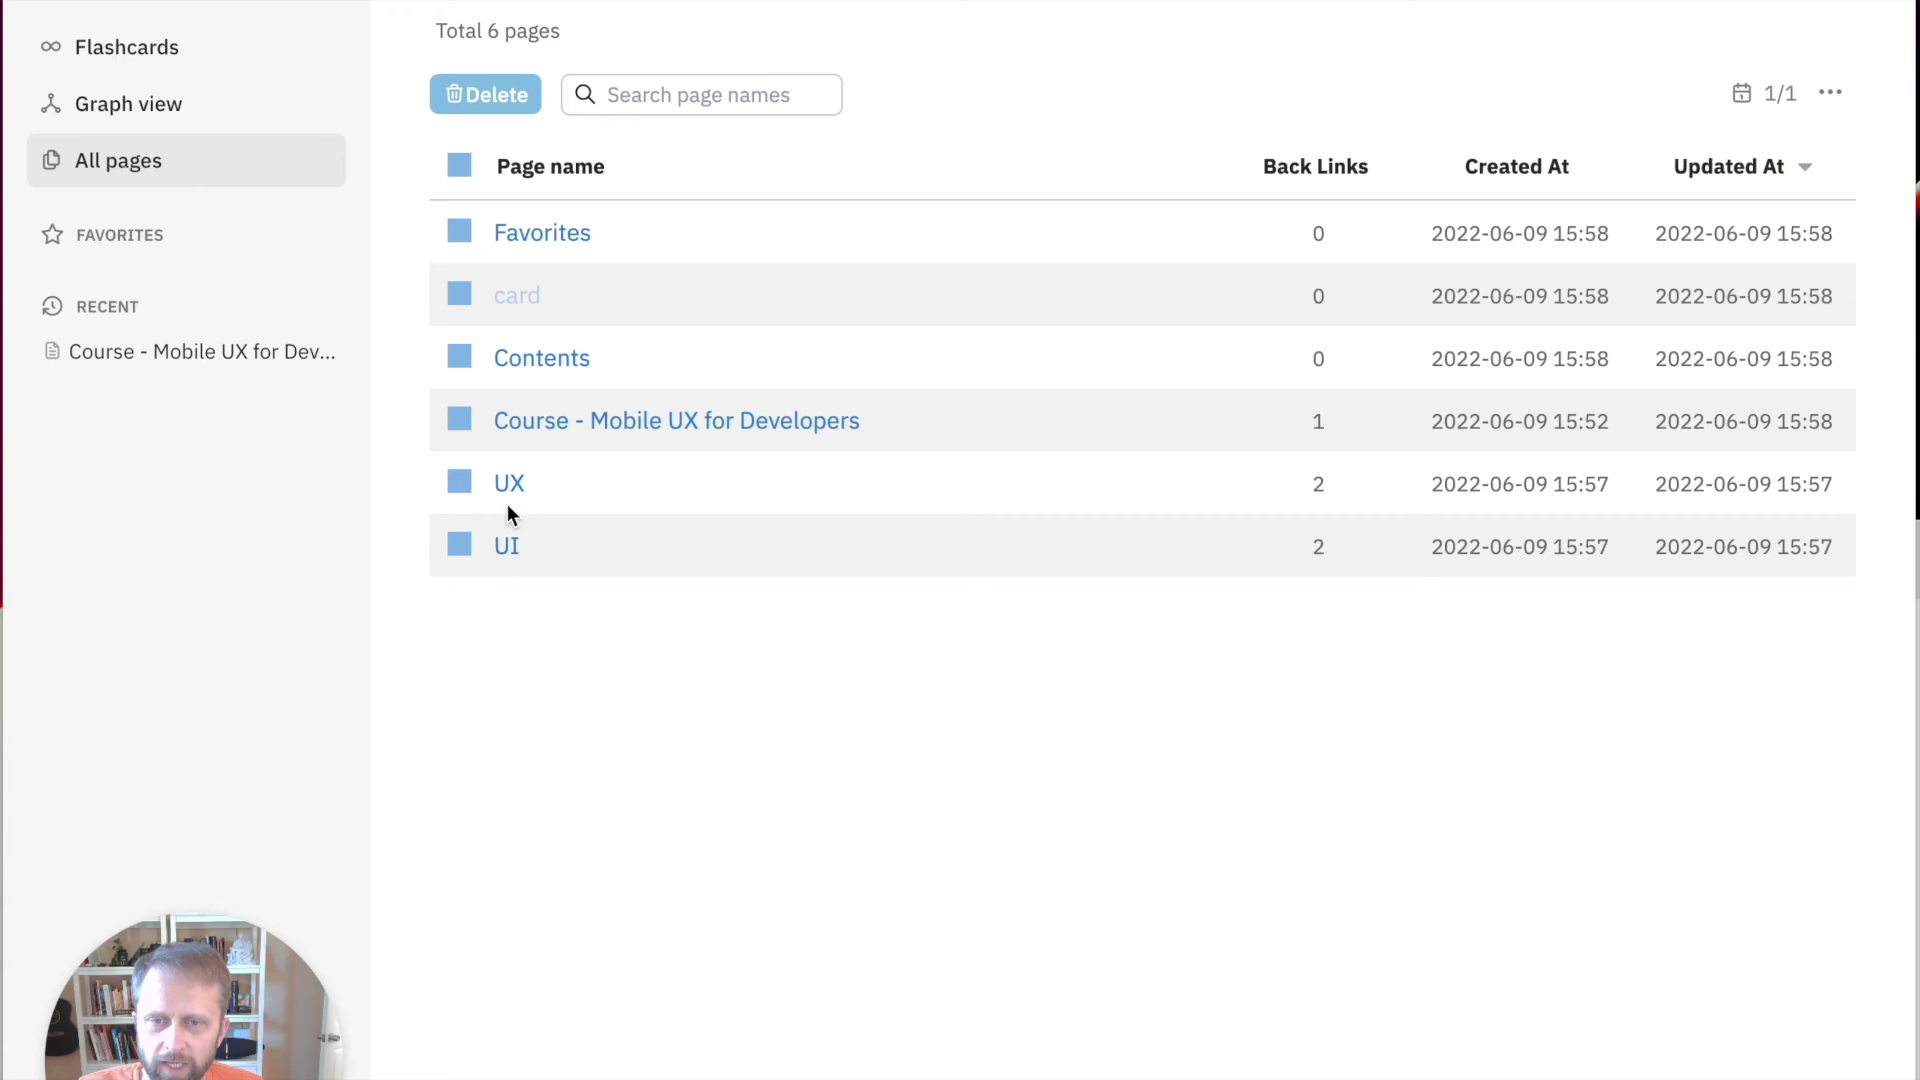 Flashcards
Graph view
All pages
FAVORITES
RECENT
Course - Mobile UX for Dev...
Total 6 pages
Delete
Search page names
1/1
Page name Back Links Created At Updated At
Favorites 0 2022-06-09 15:58 2022-06-09 15:58
card 0 2022-06-09 15:58 2022-06-09 15:58
Contents 0 2022-06-09 15:58 2022-06-09 15:58
Course - Mobile UX for Developers 1 2022-06-09 15:52 2022-06-09 15:58
UX 2 2022-06-09 15:57 2022-06-09 15:57
UI 2 2022-06-09 15:57 2022-06-09 15:57